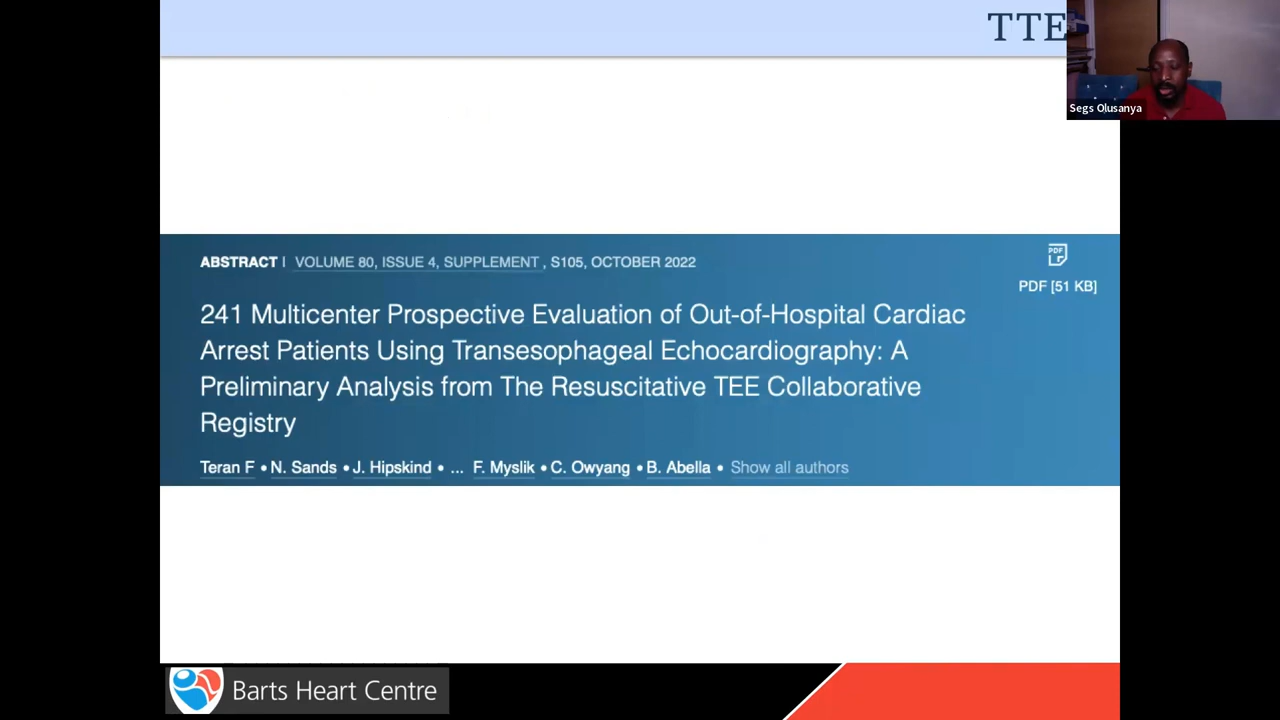 TTE
Segs Olusanya
ABSTRACT | VOLUME 80, ISSUE 4, SUPPLEMENT , S105, OCTOBER 2022
PDF
PDF [51 KB]
241 Multicenter Prospective Evaluation of Out-of-Hospital Cardiac
Arrest Patients Using Transesophageal Echocardiography: A
Preliminary Analysis from The Resuscitative TEE Collaborative
Registry
Teran F • N. Sands • J. Hipskind • ... F. Myslik • C. Owyang • B. Abella • Show all authors
Barts Heart Centre